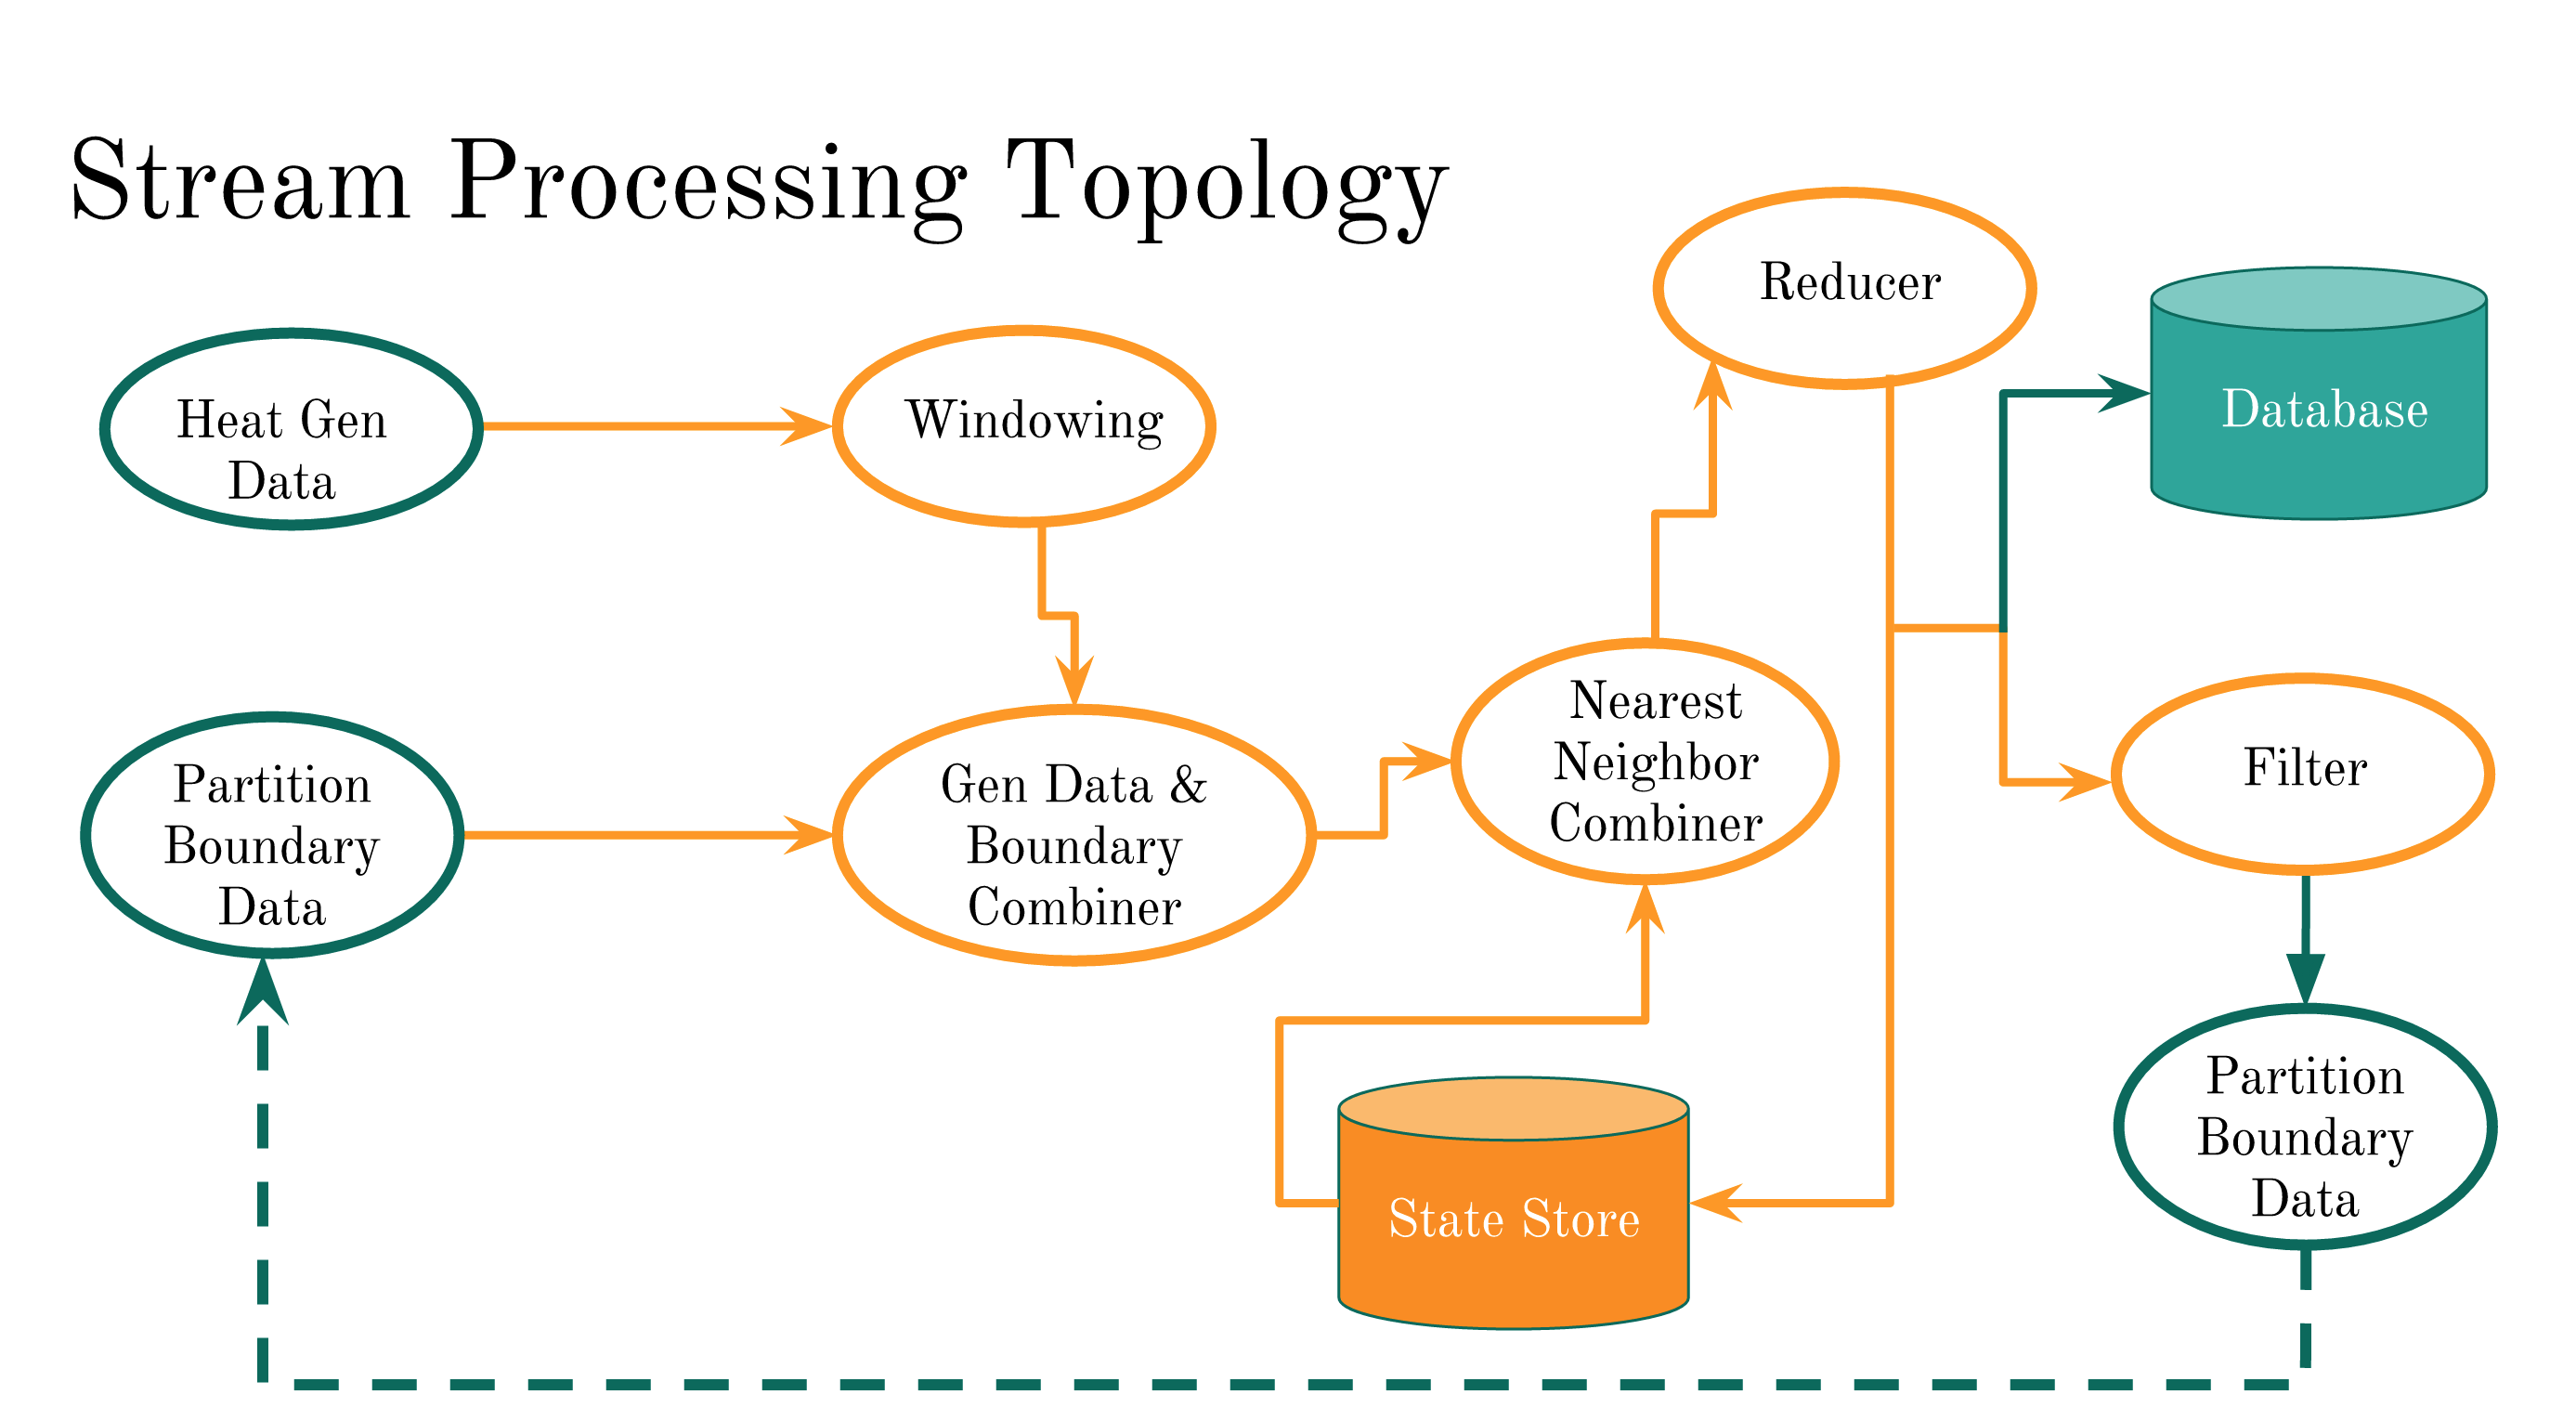 Stream Processing Topology
Reducer
Database
Heat Gen
Data
Windowing
Nearest
Neighbor
Combiner
Filter
Partition
Boundary
Data
Gen Data &
Boundary
Combiner
Partition
Boundary
Data
State Store